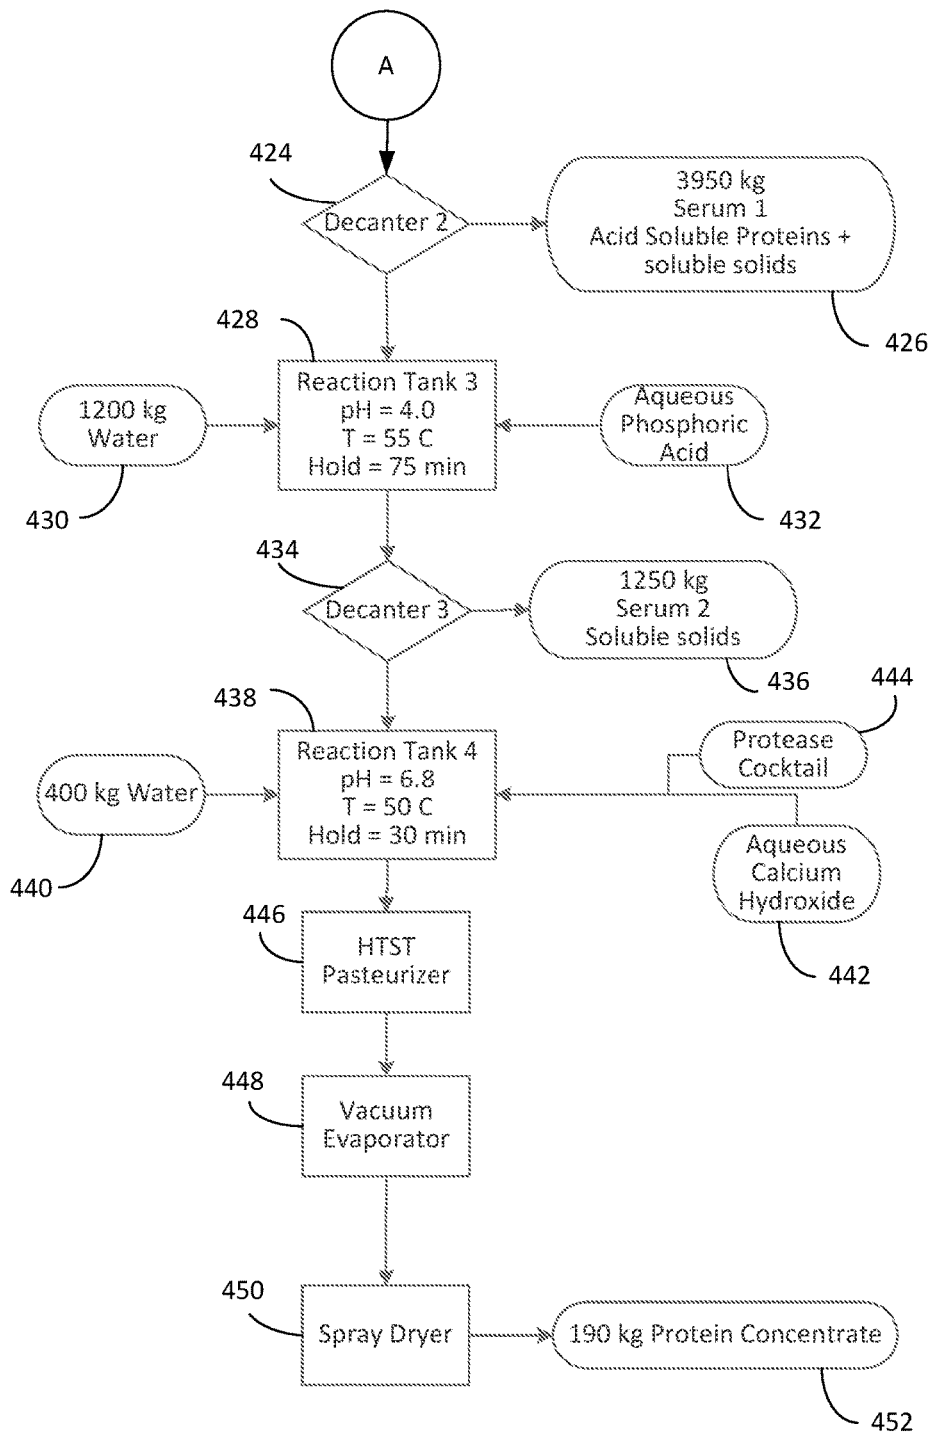 A
424
Decanter 2
3950 kg
Serum 1
Acid Soluble Proteins +
soluble solids
426
428
Reaction Tank 3
pH = 4.0
T = 55 C
Hold = 75 min
1200 kg
Water
430
Aqueous
Phosphoric
Acid
432
434
Decanter 3
1250 kg
Serum 2
Soluble solids
436
438
Reaction Tank 4
pH = 6.8
T = 50 C
Hold = 30 min
400 kg Water
440
444
Protease
Cocktail
Aqueous
Calcium
Hydroxide
442
446
HTST
Pasteurizer
448
Vacuum
Evaporator
450
Spray Dryer
190 kg Protein Concentrate
452